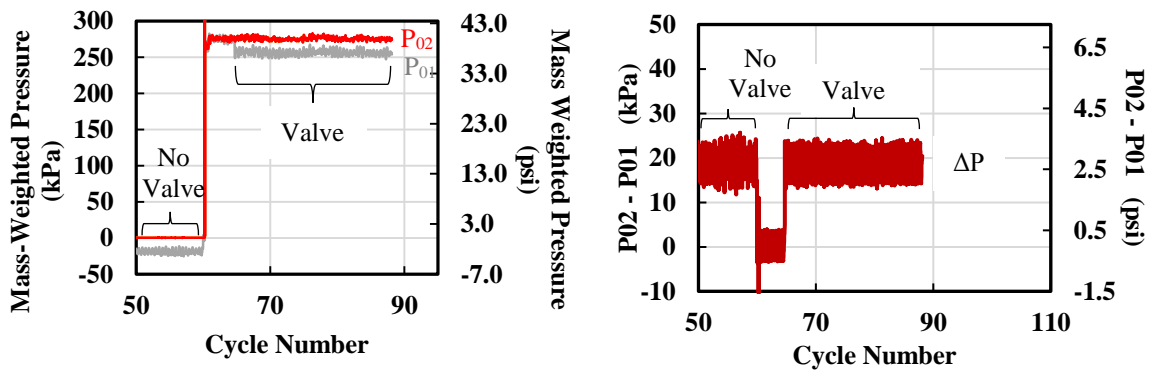 Mass-Weighted Pressure
(kPa)
300
250
200
150
100
50
0
-50
50
70
90
Cycle Number
43.0
33.0
23.0
13.0
3.0
-7.0
Mass Weighted Pressure
(psi)
P02
P01
Valve
No
Valve
P02 - P01 (kPa)
50
40
30
20
10
0
-10
50
70
90
110
Cycle Number
6.5
4.5
2.5
0.5
-1.5
P02 - P01
(psi)
No
Valve
Valve
ΔP